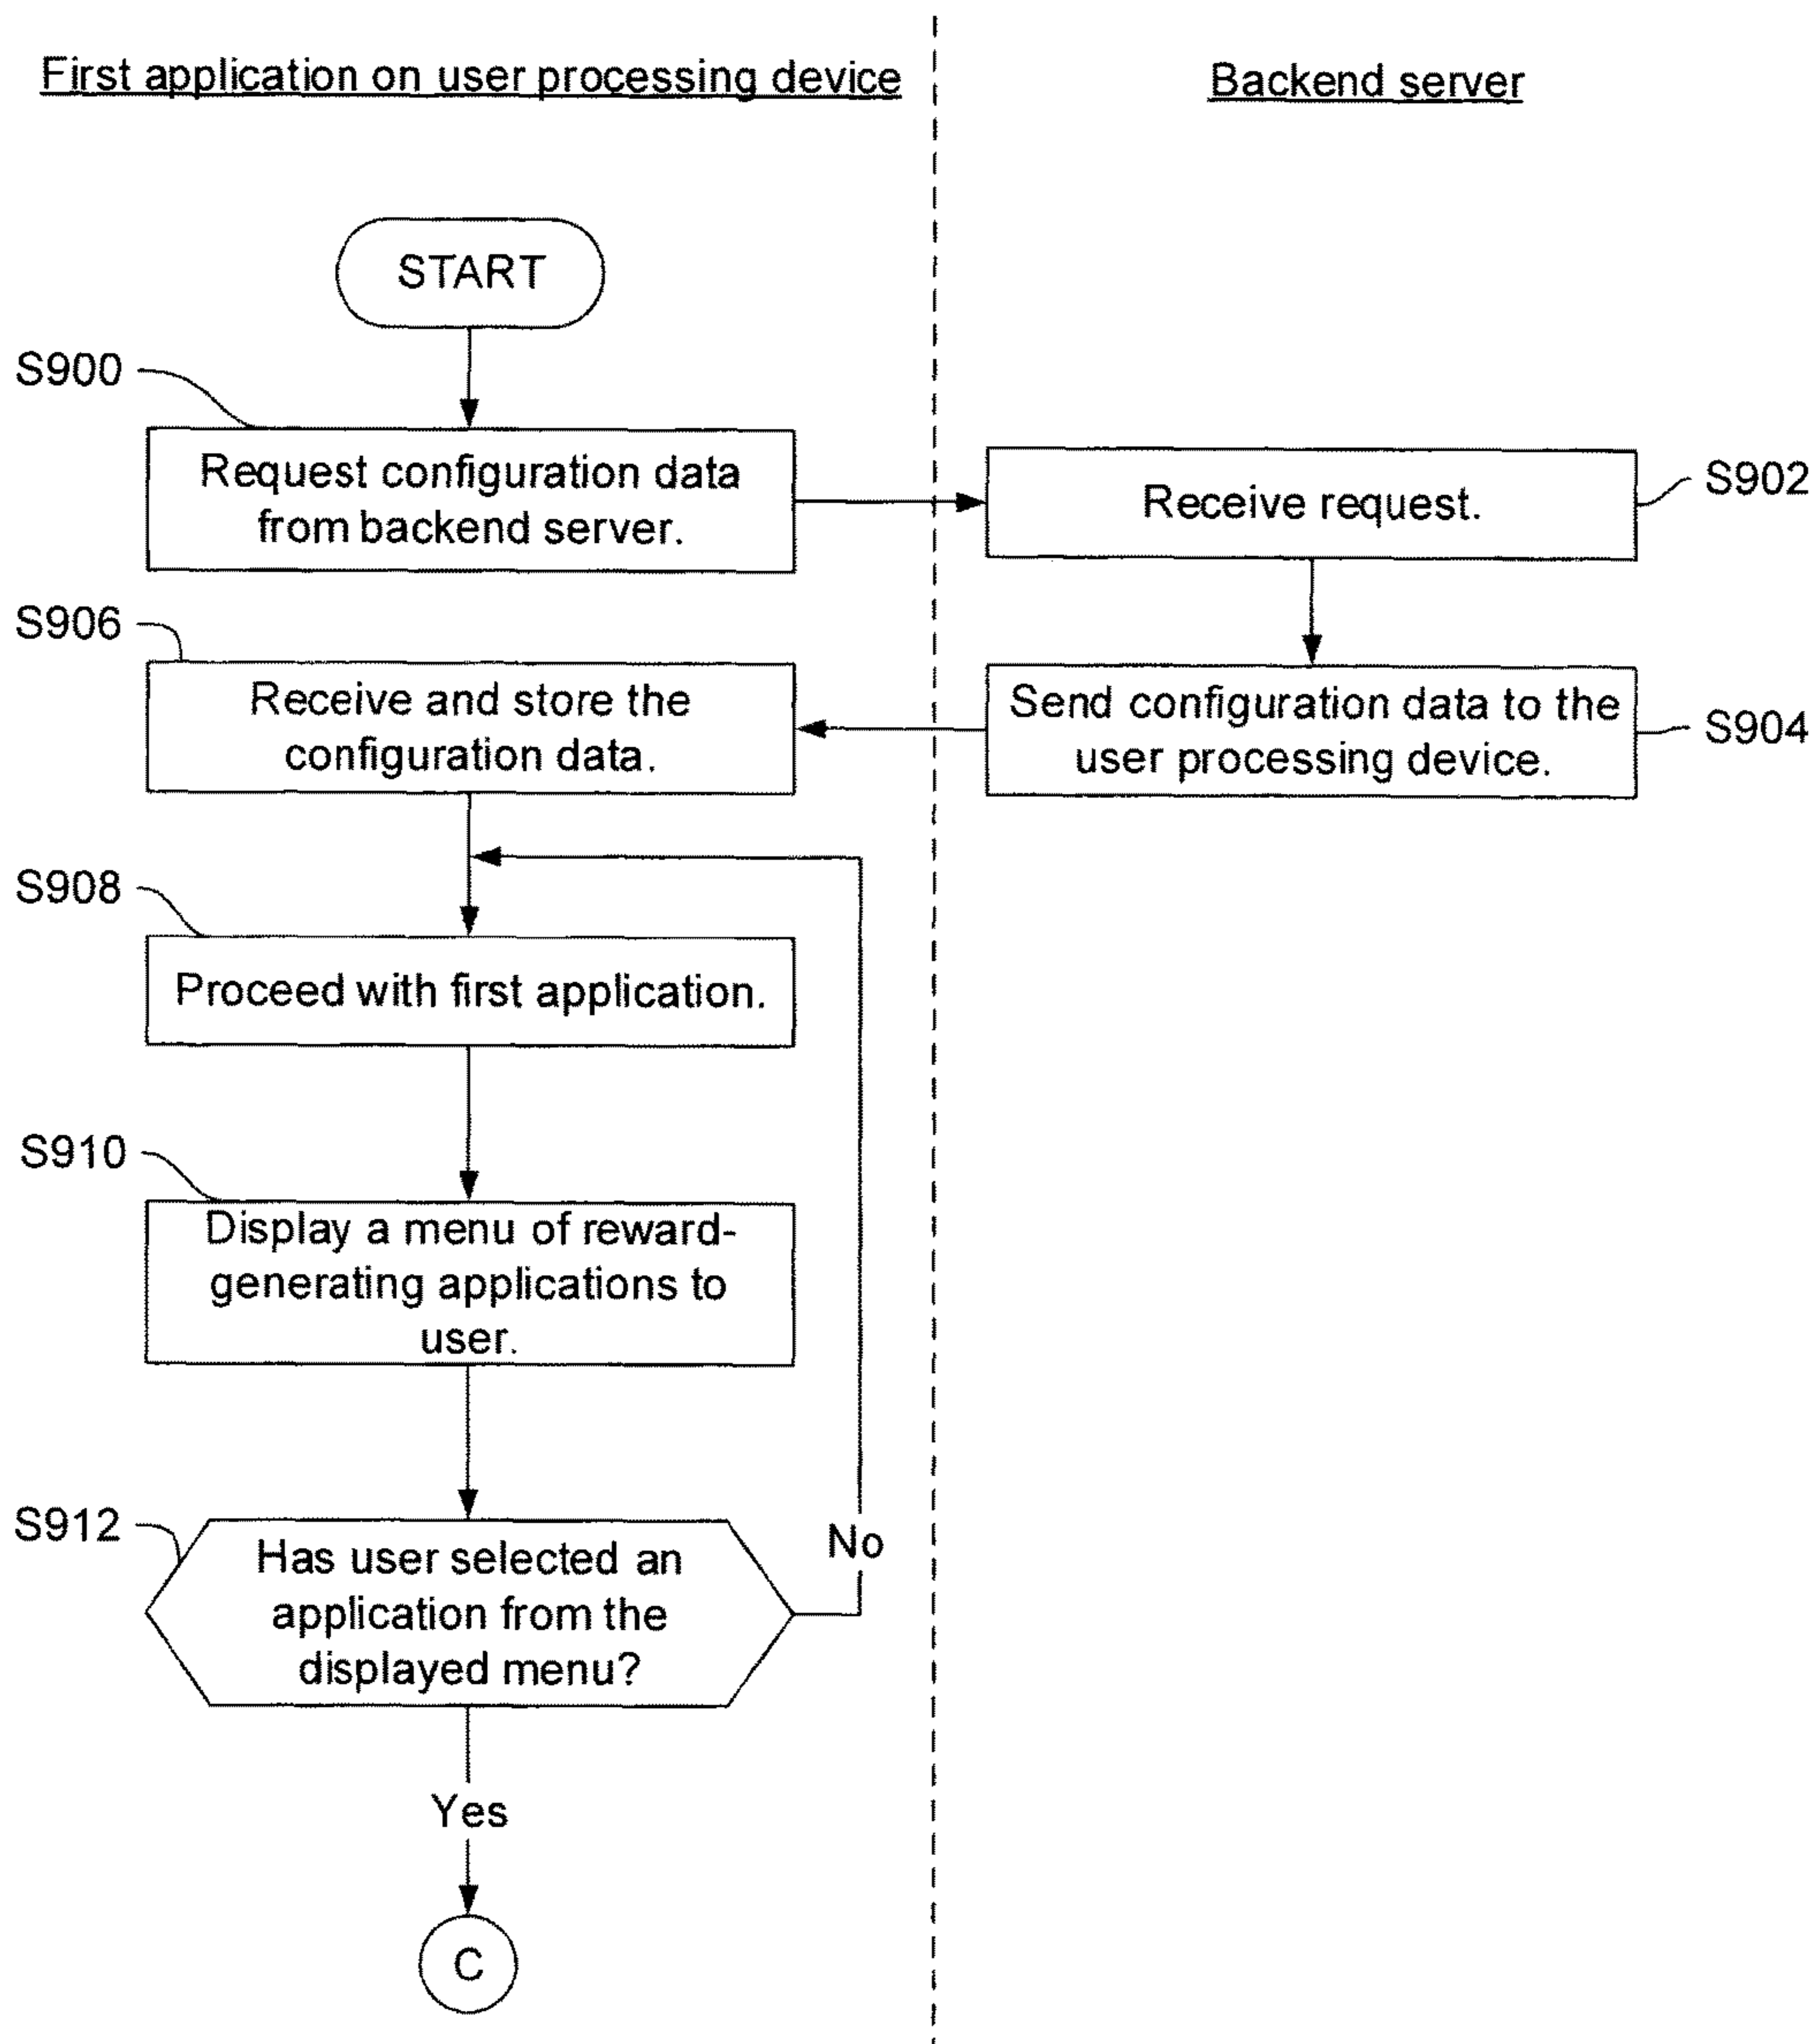 First application on user processing device
Backend server
START
S900
Request configuration data
from backend server.
Receive request.
S902
S906
Receive and store the
configuration data.
Send configuration data to the
user processing device.
S904
S908
Proceed with first application.
S910
Display a menu of reward-
generating applications to
user.
S912
Has user selected an
application from the
displayed menu?
No
Yes
C